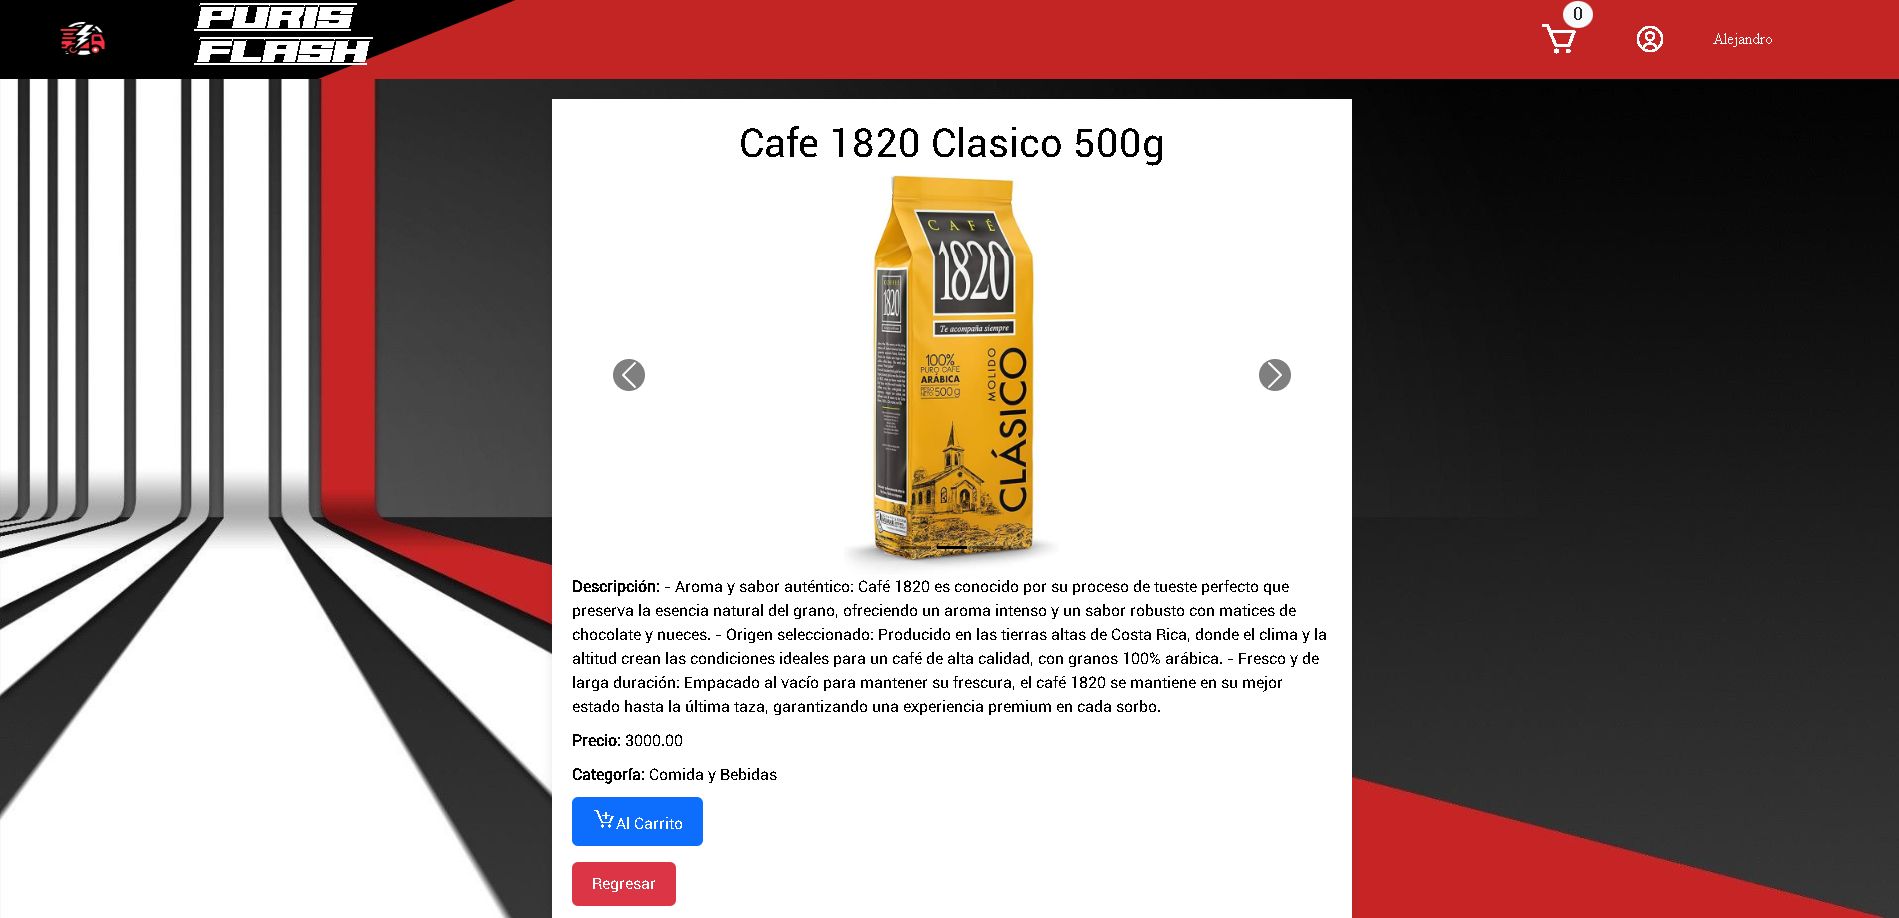 PURIS
FLASH
0
Alejandro
Cafe 1820 Clasico 500g
CAFÉ
1820
Te acompaña siempre
1820
100%
PURO CAFÉ
ARÁBICA
PESO
NETO 500 g
MOLIDO
CLÁSICO
Descripción: - Aroma y sabor auténtico: Café 1820 es conocido por su proceso de tueste perfecto que
preserva la esencia natural del grano, ofreciendo un aroma intenso y un sabor robusto con matices de
chocolate y nueces. - Origen seleccionado: Producido en las tierras altas de Costa Rica, donde el clima y la
altitud crean las condiciones ideales para un café de alta calidad, con granos 100% arábica. - Fresco y de
larga duración: Empacado al vacío para mantener su frescura, el café 1820 se mantiene en su mejor
estado hasta la última taza, garantizando una experiencia premium en cada sorbo.
Precio: 3000.00
Categoría: Comida y Bebidas
Al Carrito
Regresar